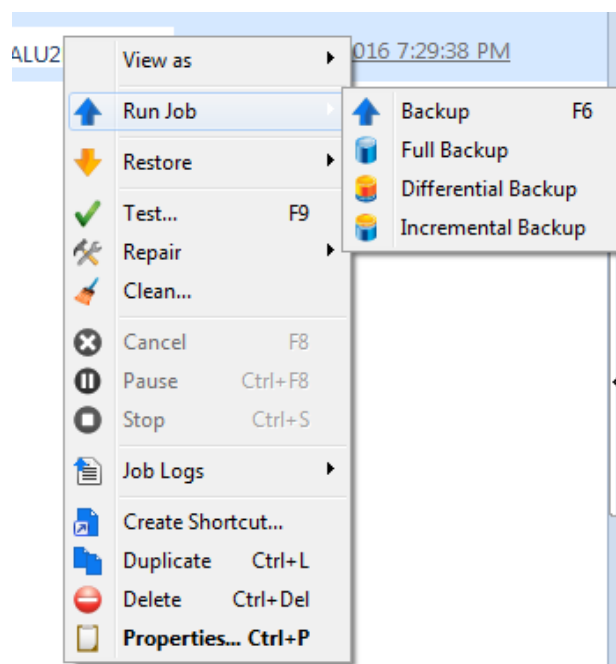 ALU2
016 7:29:38 PM
View as
Run Job
Restore
Test... F9
Repair
Clean...
Cancel F8
Pause Ctrl+F8
Stop Ctrl+S
Job Logs
Create Shortcut...
Duplicate Ctrl+L
Delete Ctrl+Del
Properties... Ctrl+P
Backup F6
Full Backup
Differential Backup
Incremental Backup